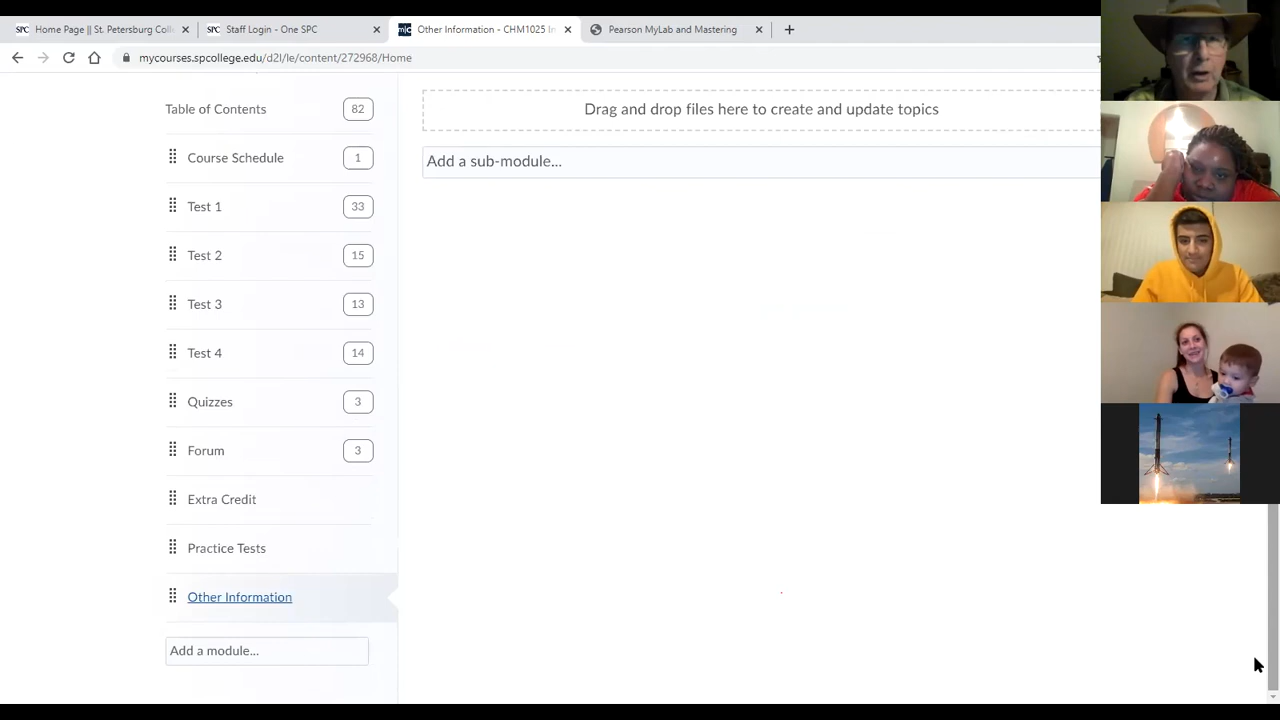 SPC Home Page || St. Petersburg Coll
SPC Staff Login - One SPC
Other Information - CHM1025 In
Pearson MyLab and Mastering
mycourses.spcollege.edu/d2l/le/content/272968/Home
Table of Contents 82
Drag and drop files here to create and update topics
Course Schedule 1
Add a sub-module...
Test 1 33
Test 2 15
Test 3 13
Test 4 14
Quizzes 3
Forum 3
Extra Credit
Practice Tests
Other Information
Add a module...